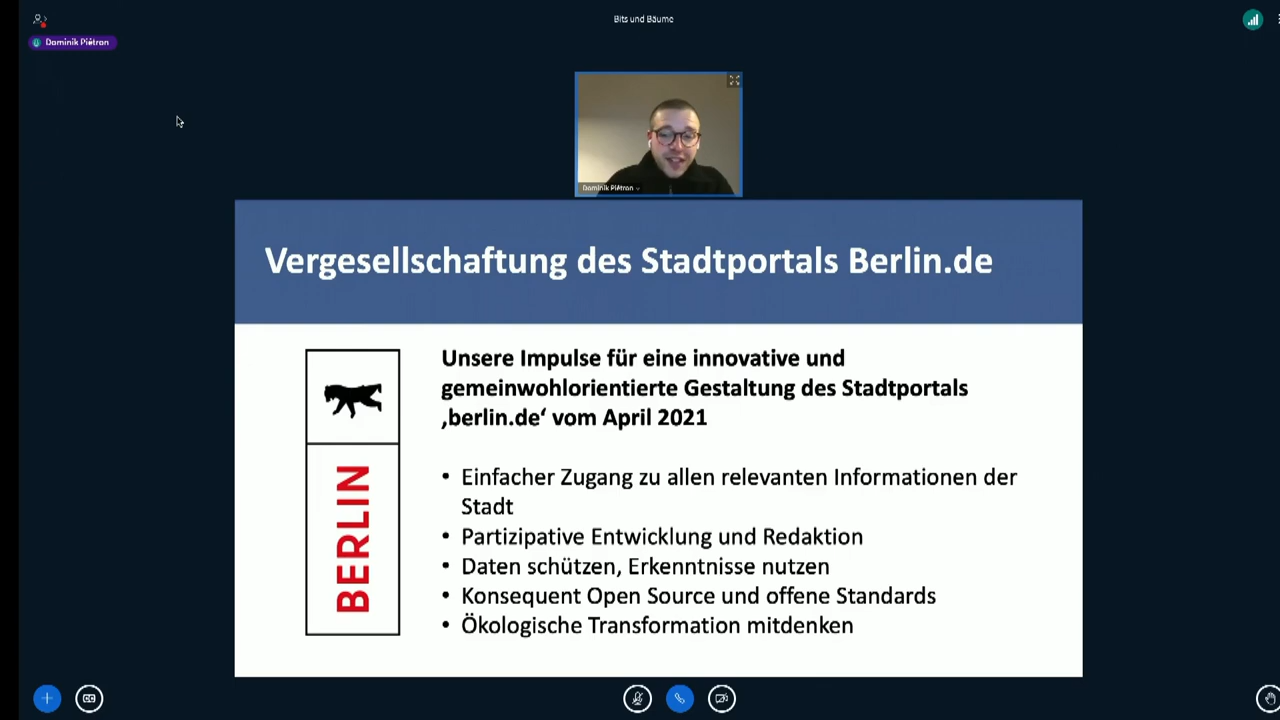 Bits und Bäume
Dominik Piétron
Dominik Piétron
Vergesellschaftung des Stadtportals Berlin.de
BERLIN
Unsere Impulse für eine innovative und
gemeinwohlorientierte Gestaltung des Stadtportals
‚berlin.de‘ vom April 2021
• Einfacher Zugang zu allen relevanten Informationen der
Stadt
• Partizipative Entwicklung und Redaktion
• Daten schützen, Erkenntnisse nutzen
• Konsequent Open Source und offene Standards
• Ökologische Transformation mitdenken
CC